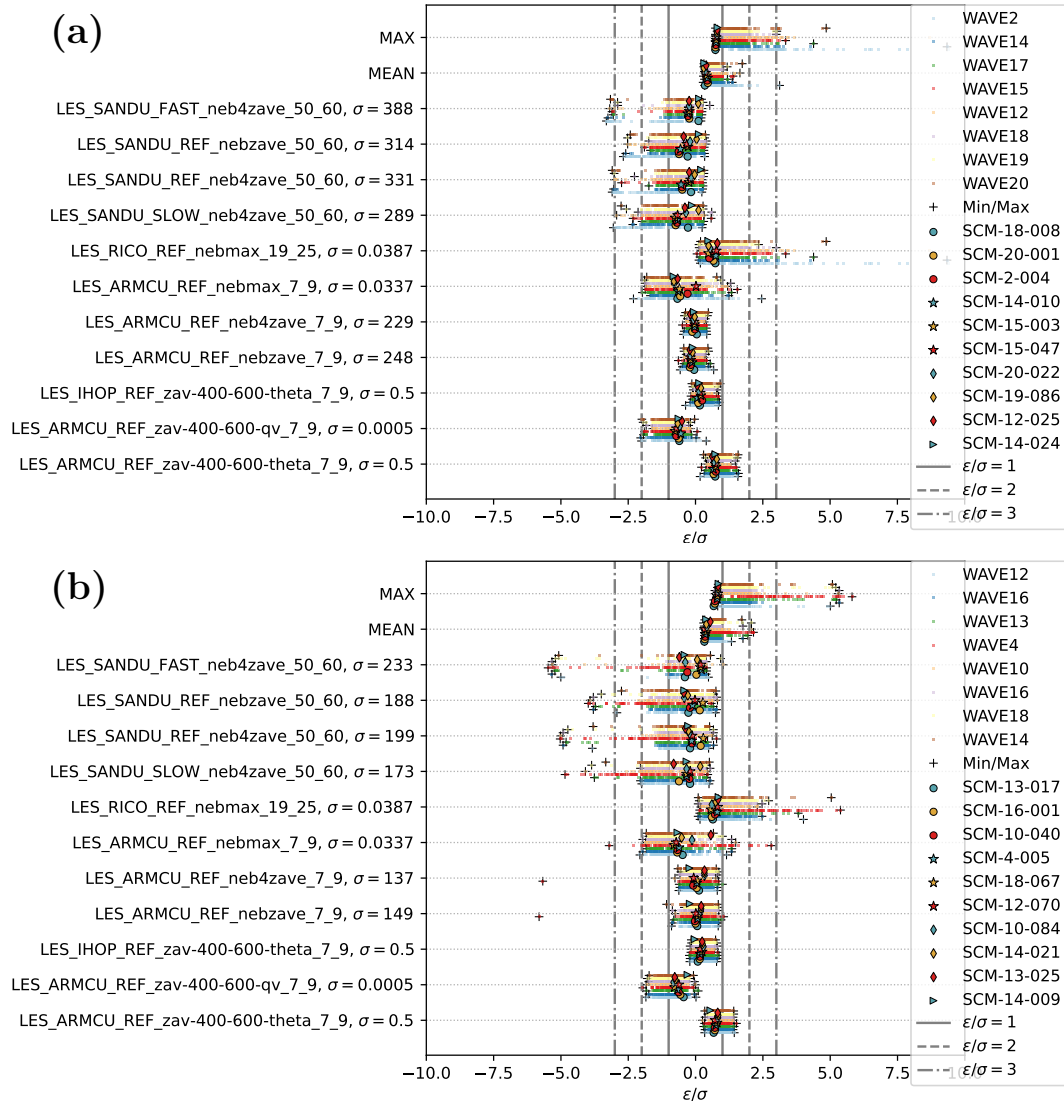 (a)
MAX
MEAN
LES_SANDU_FAST_neb4zave_50_60, σ = 388
LES_SANDU_REF_nebzave_50_60, σ = 314
LES_SANDU_REF_neb4zave_50_60, σ = 331
LES_SANDU_SLOW_neb4zave_50_60, σ = 289
LES_RICO_REF_nebmax_19_25, σ = 0.0387
LES_ARMCU_REF_nebmax_7_9, σ = 0.0337
LES_ARMCU_REF_neb4zave_7_9, σ = 229
LES_ARMCU_REF_nebzave_7_9, σ = 248
LES_IHOP_REF_zav-400-600-theta_7_9, σ = 0.5
LES_ARMCU_REF_zav-400-600-qv_7_9, σ = 0.0005
LES_ARMCU_REF_zav-400-600-theta_7_9, σ = 0.5
−10.0 −7.5 −5.0 −2.5 0.0 2.5 5.0 7.5 10.0
ε/σ
WAVE2
WAVE14
WAVE17
WAVE15
WAVE12
WAVE18
WAVE19
WAVE20
Min/Max
SCM-18-008
SCM-20-001
SCM-2-004
SCM-14-010
SCM-15-003
SCM-15-047
SCM-20-022
SCM-19-086
SCM-12-025
SCM-14-024
ε/σ = 1
ε/σ = 2
ε/σ = 3
(b)
MAX
MEAN
LES_SANDU_FAST_neb4zave_50_60, σ = 233
LES_SANDU_REF_nebzave_50_60, σ = 188
LES_SANDU_REF_neb4zave_50_60, σ = 199
LES_SANDU_SLOW_neb4zave_50_60, σ = 173
LES_RICO_REF_nebmax_19_25, σ = 0.0387
LES_ARMCU_REF_nebmax_7_9, σ = 0.0337
LES_ARMCU_REF_neb4zave_7_9, σ = 137
LES_ARMCU_REF_nebzave_7_9, σ = 149
LES_IHOP_REF_zav-400-600-theta_7_9, σ = 0.5
LES_ARMCU_REF_zav-400-600-qv_7_9, σ = 0.0005
LES_ARMCU_REF_zav-400-600-theta_7_9, σ = 0.5
−10.0 −7.5 −5.0 −2.5 0.0 2.5 5.0 7.5 10.0
ε/σ
WAVE12
WAVE16
WAVE13
WAVE4
WAVE10
WAVE16
WAVE18
WAVE14
Min/Max
SCM-13-017
SCM-16-001
SCM-10-040
SCM-4-005
SCM-18-067
SCM-12-070
SCM-10-084
SCM-14-021
SCM-13-025
SCM-14-009
ε/σ = 1
ε/σ = 2
ε/σ = 3